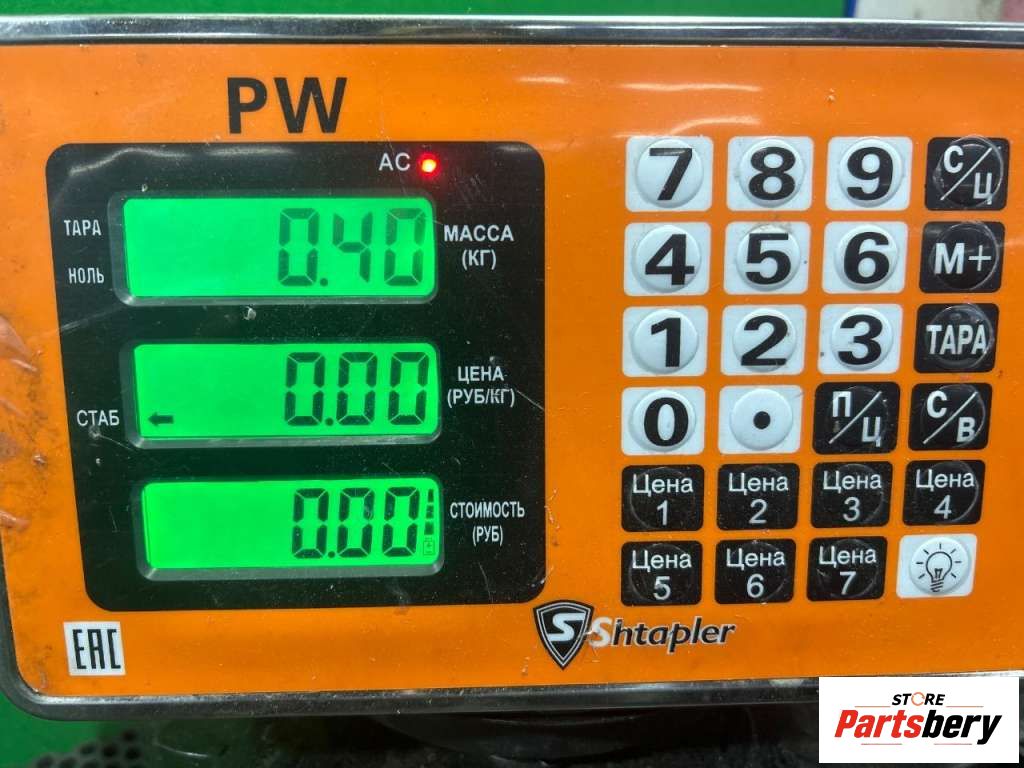 PW
AC
ТАРА
НОЛЬ
0.40
МАССА
(КГ)
СТАБ
0.00
ЦЕНА
(РУБ/КГ)
0.00
СТОИМОСТЬ
(РУБ)
7 8 9 С/Ц
4 5 6 М+
1 2 3 ТАРА
0 . П/Ц С/В
Цена 1 Цена 2 Цена 3 Цена 4
Цена 5 Цена 6 Цена 7
EAC
S Shtapler
STORE
Partsbery